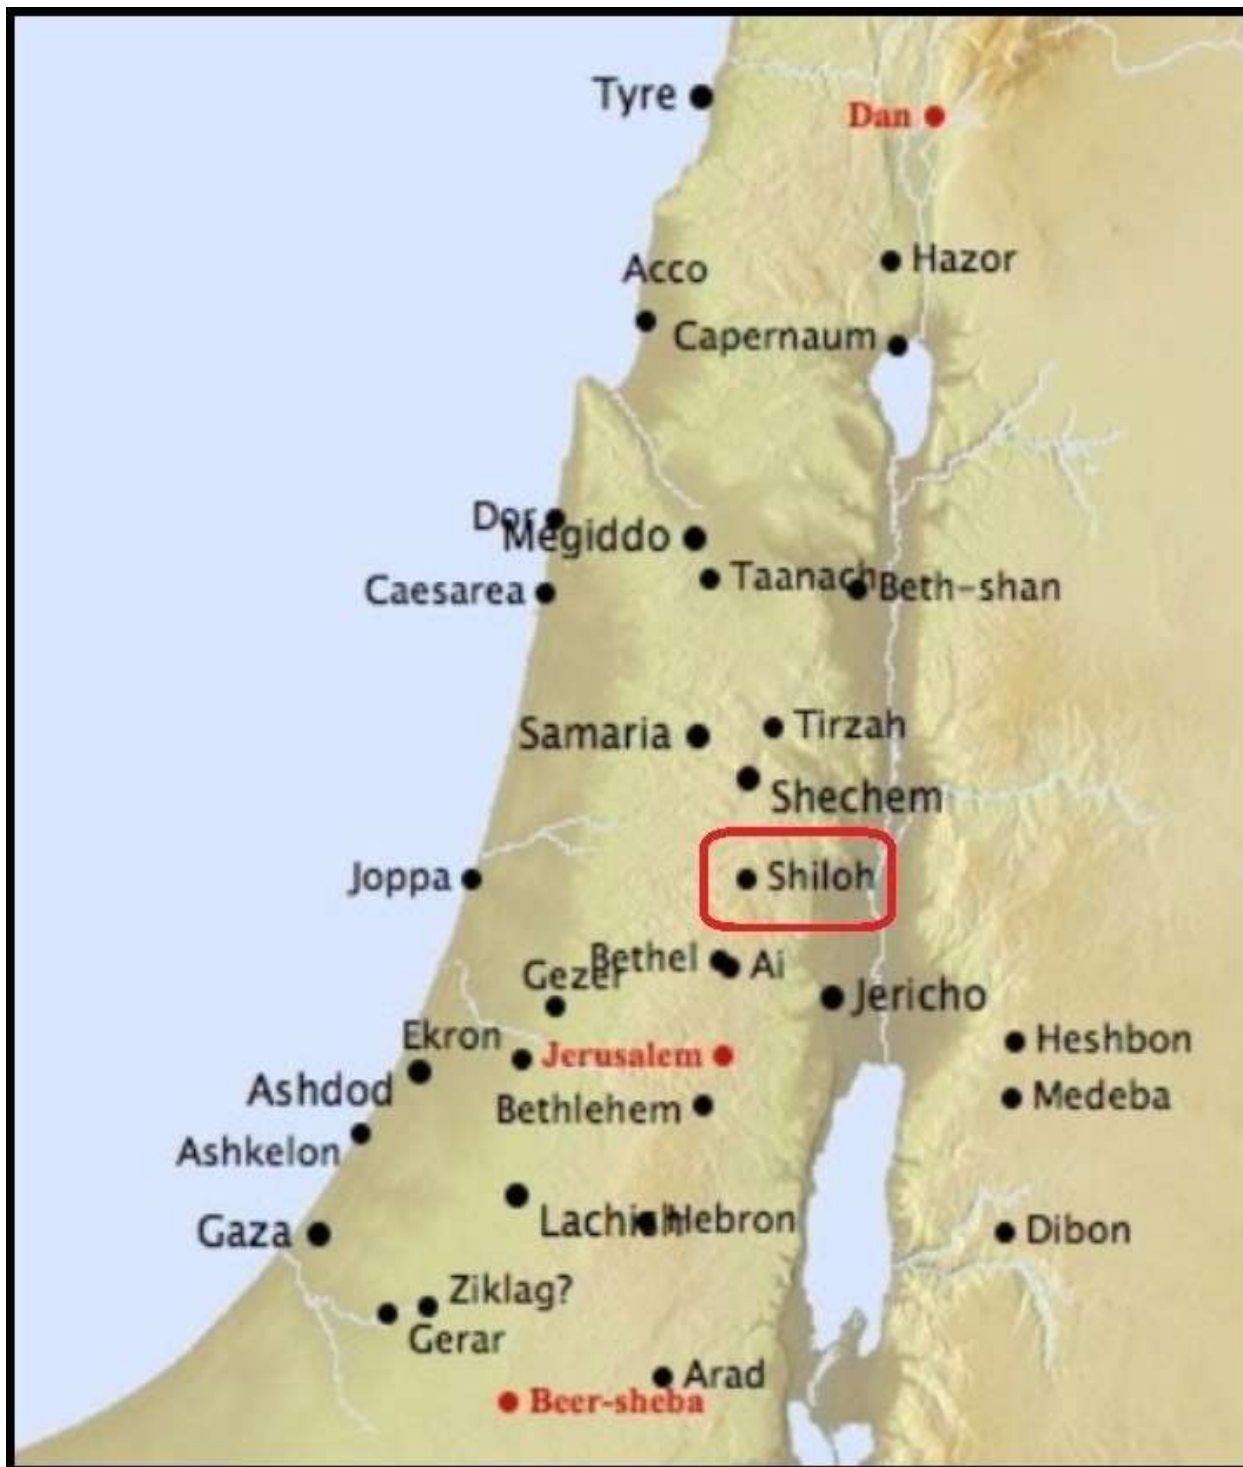 Tyre
Dan
Hazor
Acco
Capernaum
Dor
Megiddo
Taanach
Beth-shan
Caesarea
Samaria
Tirzah
Shechem
Joppa
Shiloh
Bethel
Ai
Gezer
Jericho
Ekron
Jerusalem
Heshbon
Ashdod
Bethlehem
Medeba
Ashkelon
Lachish
Hebron
Gaza
Dibon
Ziklag?
Gerar
Arad
Beer-sheba